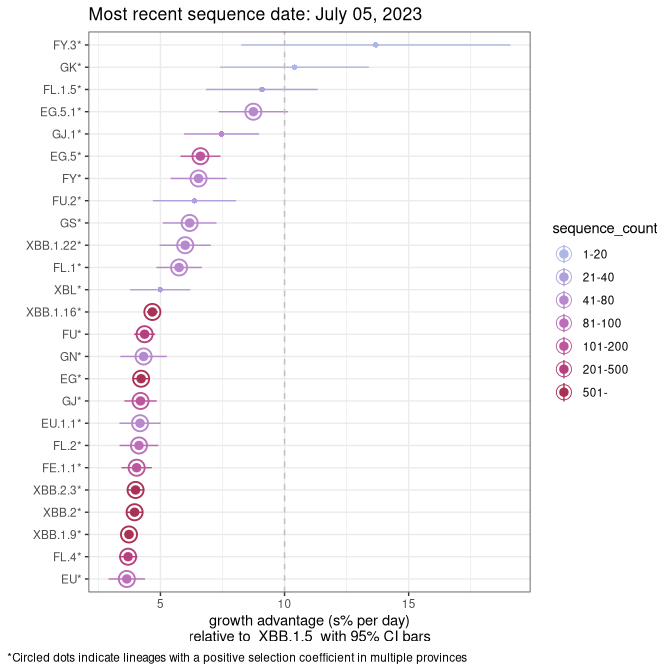 Most recent sequence date: July 05, 2023
FY.3*
GK*
FL.1.5*
EG.5.1*
GJ.1*
EG.5*
FY*
FU.2*
GS*
XBB.1.22*
FL.1*
XBL*
XBB.1.16*
FU*
GN*
EG*
GJ*
EU.1.1*
FL.2*
FE.1.1*
XBB.2.3*
XBB.2*
XBB.1.9*
FL.4*
EU*
5 10 15
growth advantage (s% per day)
relative to XBB.1.5 with 95% CI bars
sequence_count
1-20
21-40
41-80
81-100
101-200
201-500
501-
*Circled dots indicate lineages with a positive selection coefficient in multiple provinces